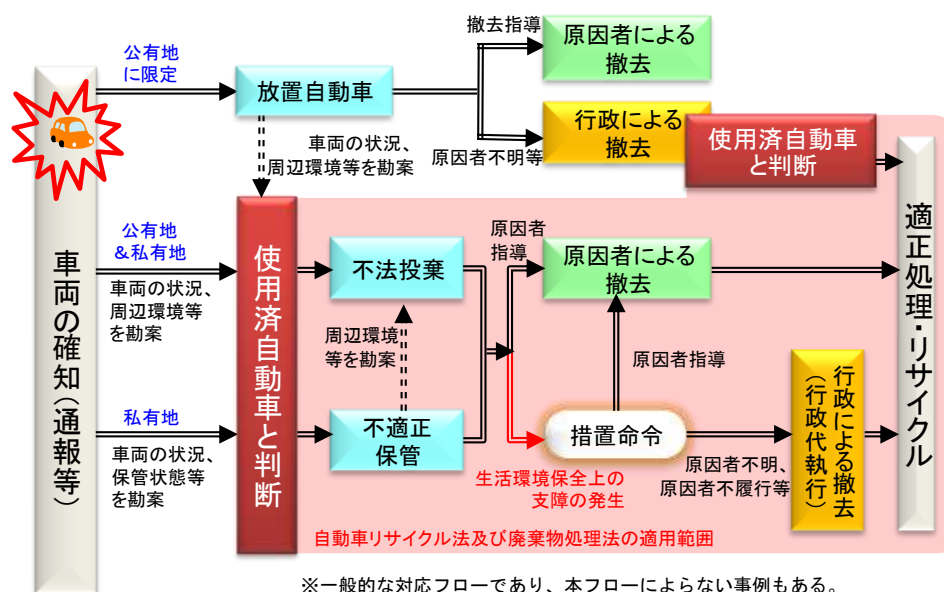 車両の確知(通報等)
公有地
に限定
放置自動車
撤去指導
原因者による
撤去
行政による
撤去
原因者不明等
使用済自動車
と判断
車両の状況、
周辺環境等を勘案
公有地
&私有地
車両の状況、
周辺環境等
を勘案
私有地
車両の状況、
保管状態等
を勘案
使用済自動車と判断
不法投棄
周辺環境
等を勘案
不適正
保管
原因者
指導
原因者による
撤去
原因者指導
措置命令
生活環境保全上の
支障の発生
原因者不明、
原因者不履行等
行政による撤去
(行政代執行)
適正処理・リサイクル
自動車リサイクル法及び廃棄物処理法の適用範囲
※一般的な対応フローであり、本フローによらない事例もある。